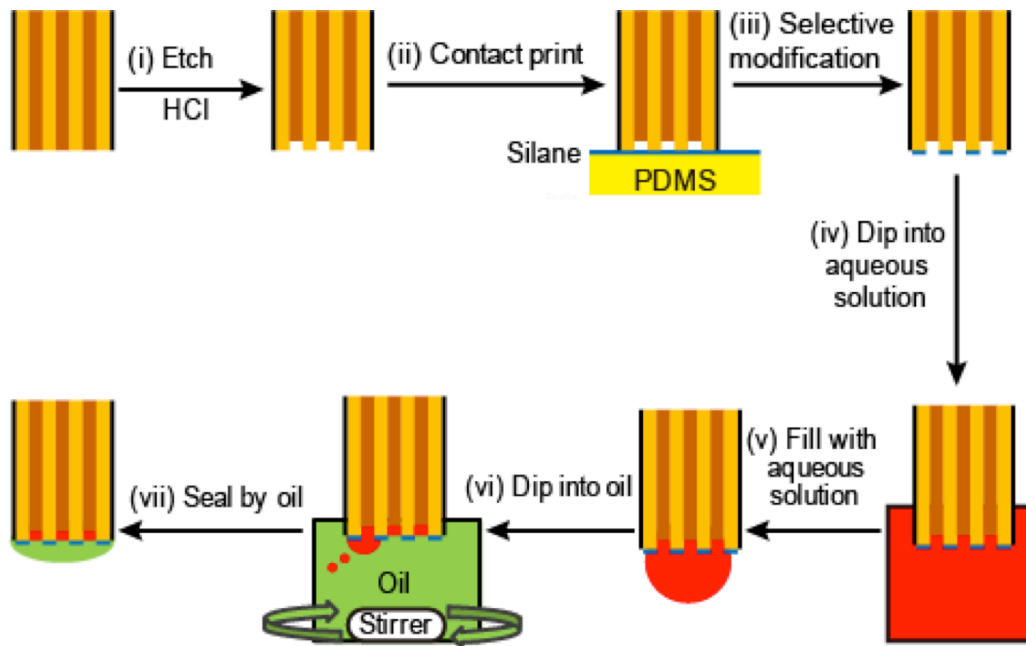 (i) Etch
HCl
(ii) Contact print
(iii) Selective
modification
Silane
PDMS
(iv) Dip into
aqueous
solution
(v) Fill with
aqueous
solution
(vi) Dip into oil
(vii) Seal by oil
Oil
Stirrer